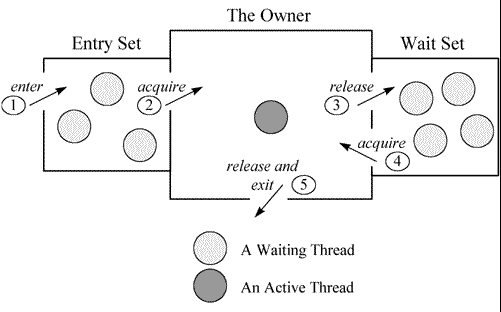 The Owner
Entry Set
Wait Set
enter
1
acquire
2
release
3
acquire
4
release and
exit
5
A Waiting Thread
An Active Thread